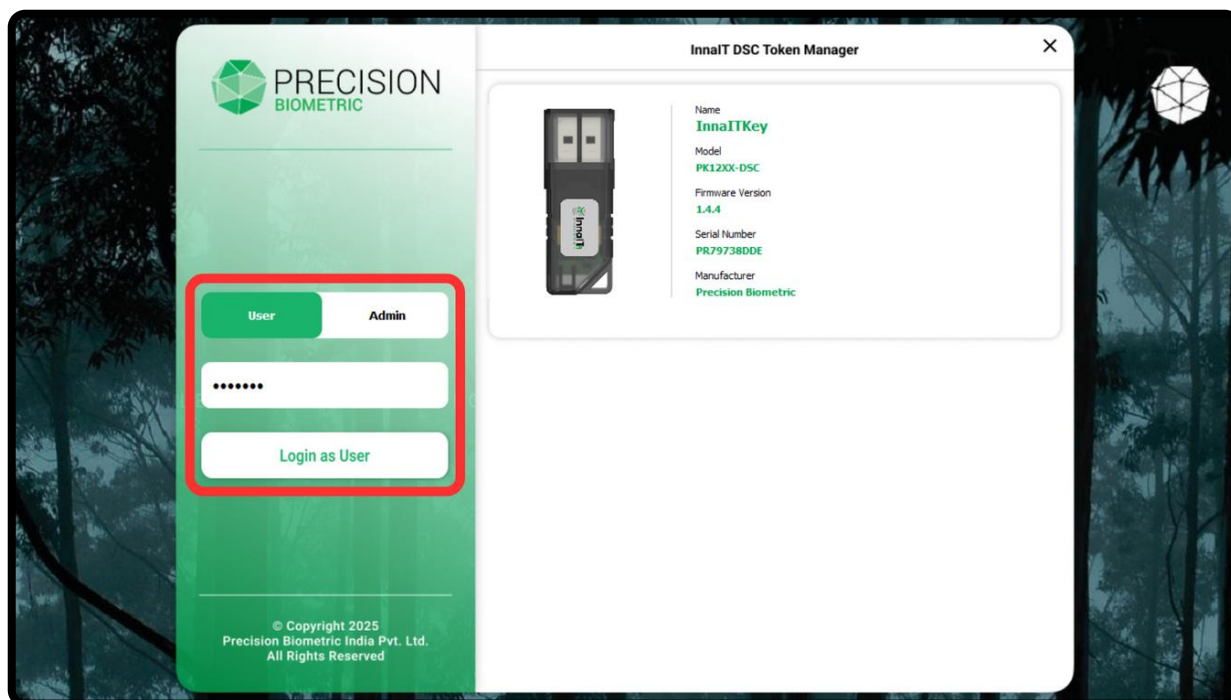 PRECISION
BIOMETRIC
User
Admin
•••••••
Login as User
© Copyright 2025
Precision Biometric India Pvt. Ltd.
All Rights Reserved
InnaIT DSC Token Manager
InnaIT
Name
InnaITKey
Model
PK12XX-DSC
Firmware Version
1.4.4
Serial Number
PR79738DDE
Manufacturer
Precision Biometric